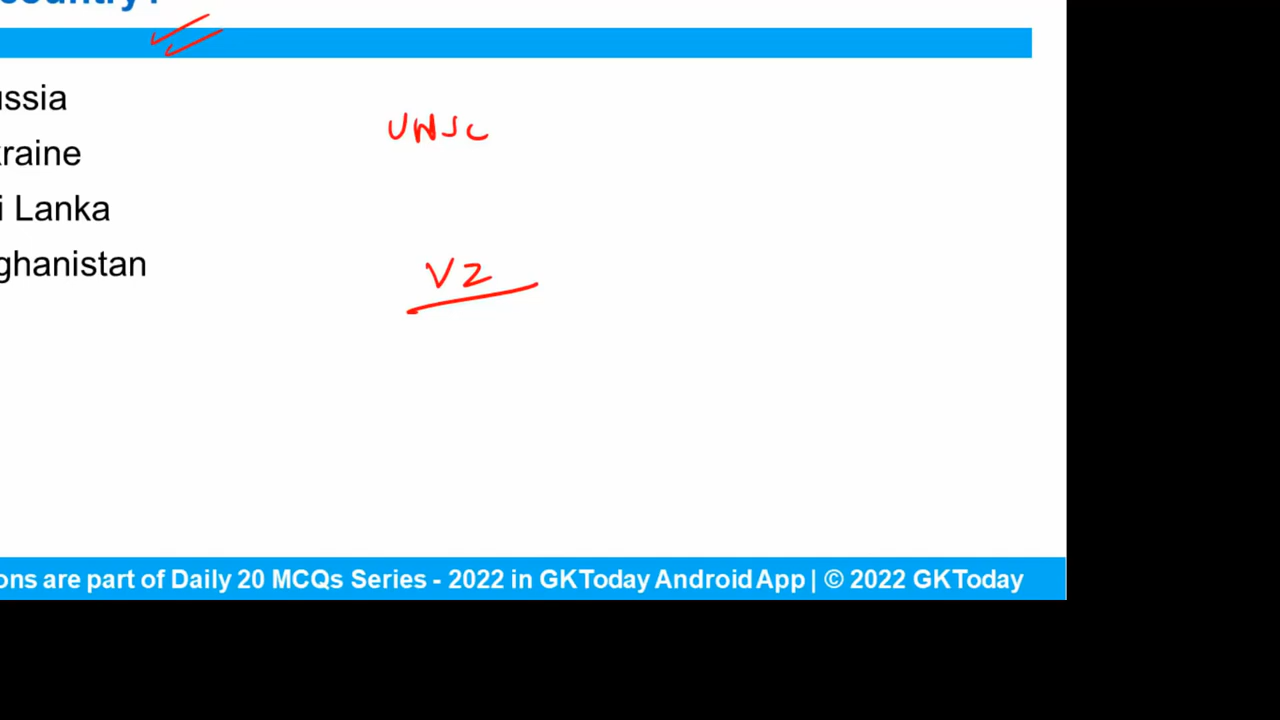 country?
ussia
UNSC
kraine
i Lanka
ghanistan
V2
ons are part of Daily 20 MCQs Series - 2022 in GKToday Android App | © 2022 GKToday